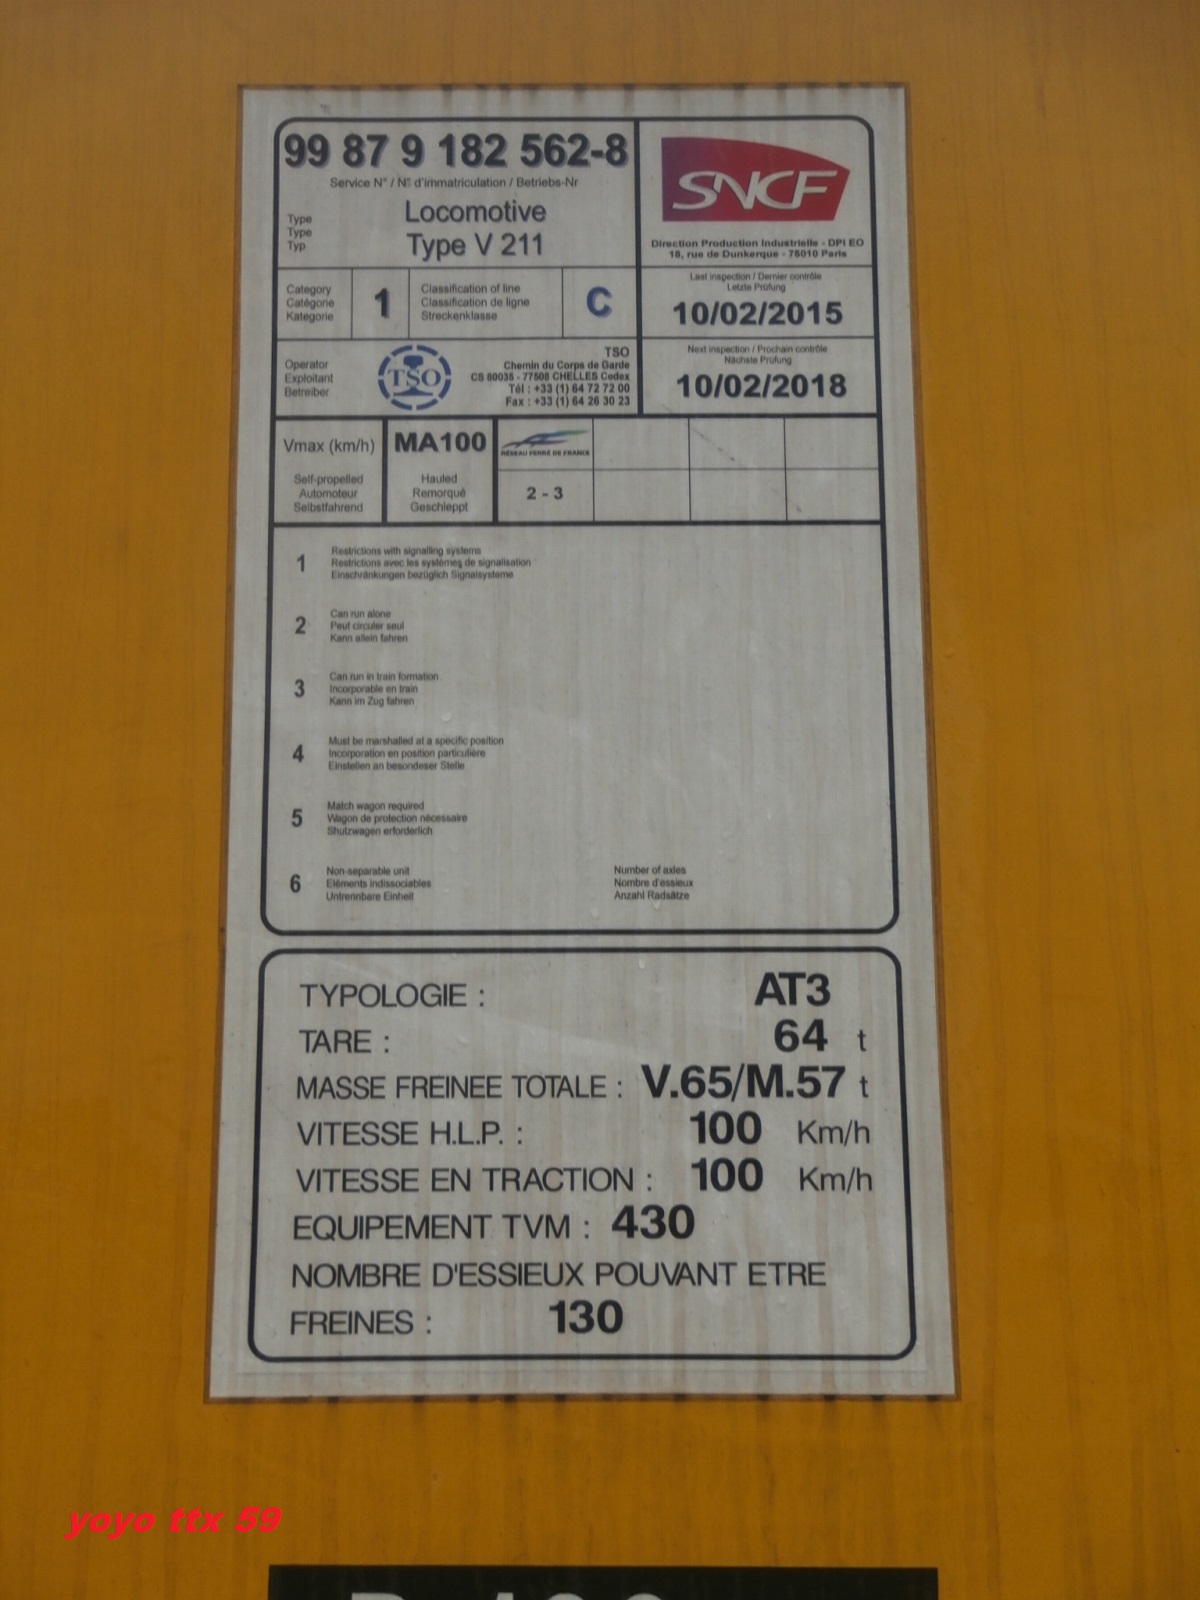 99 87 9 182 562-8
Service N° / N° d'immatriculation / Betriebs-Nr
Type
Type
Typ
Locomotive
Type V 211
SNCF
Direction Production Industrielle - DPI EO
18, rue de Dunkerque - 75010 Paris
Category
Catégorie
Kategorie
1
Classification of line
Classification de ligne
Streckenklasse
C
Last inspection / Dernier contrôle
Letzte Prüfung
10/02/2015
Operator
Exploitant
Betreiber
TSO
TSO
Chemin du Corps de Garde
CS 80035 - 77508 CHELLES Cedex
Tél : +33 (1) 64 72 72 00
Fax : +33 (1) 64 26 30 23
Next inspection / Prochain contrôle
Nächste Prüfung
10/02/2018
Vmax (km/h)
MA100
RÉSEAU FERRÉ DE FRANCE
Self-propelled
Automoteur
Selbstfahrend
Hauled
Remorqué
Geschleppt
2 - 3
1
Restrictions with signalling systems
Restrictions avec les systèmes de signalisation
Einschränkungen bezüglich Signalsysteme
2
Can run alone
Peut circuler seul
Kann allein fahren
3
Can run in train formation
Incorporable en train
Kann im Zug fahren
4
Must be marshalled at a specific position
Incorporation en position particulière
Einstellen an besondeser Stelle
5
Match wagon required
Wagon de protection nécessaire
Shutzwagen erforderlich
6
Non-separable unit
Eléments indissociables
Untrennbare Einheit
Number of axles
Nombre d'essieux
Anzahl Radsätze
TYPOLOGIE : AT3
TARE : 64 t
MASSE FREINEE TOTALE : V.65/M.57 t
VITESSE H.L.P. : 100 Km/h
VITESSE EN TRACTION : 100 Km/h
EQUIPEMENT TVM : 430
NOMBRE D'ESSIEUX POUVANT ETRE
FREINES : 130
yoyo ttx 59